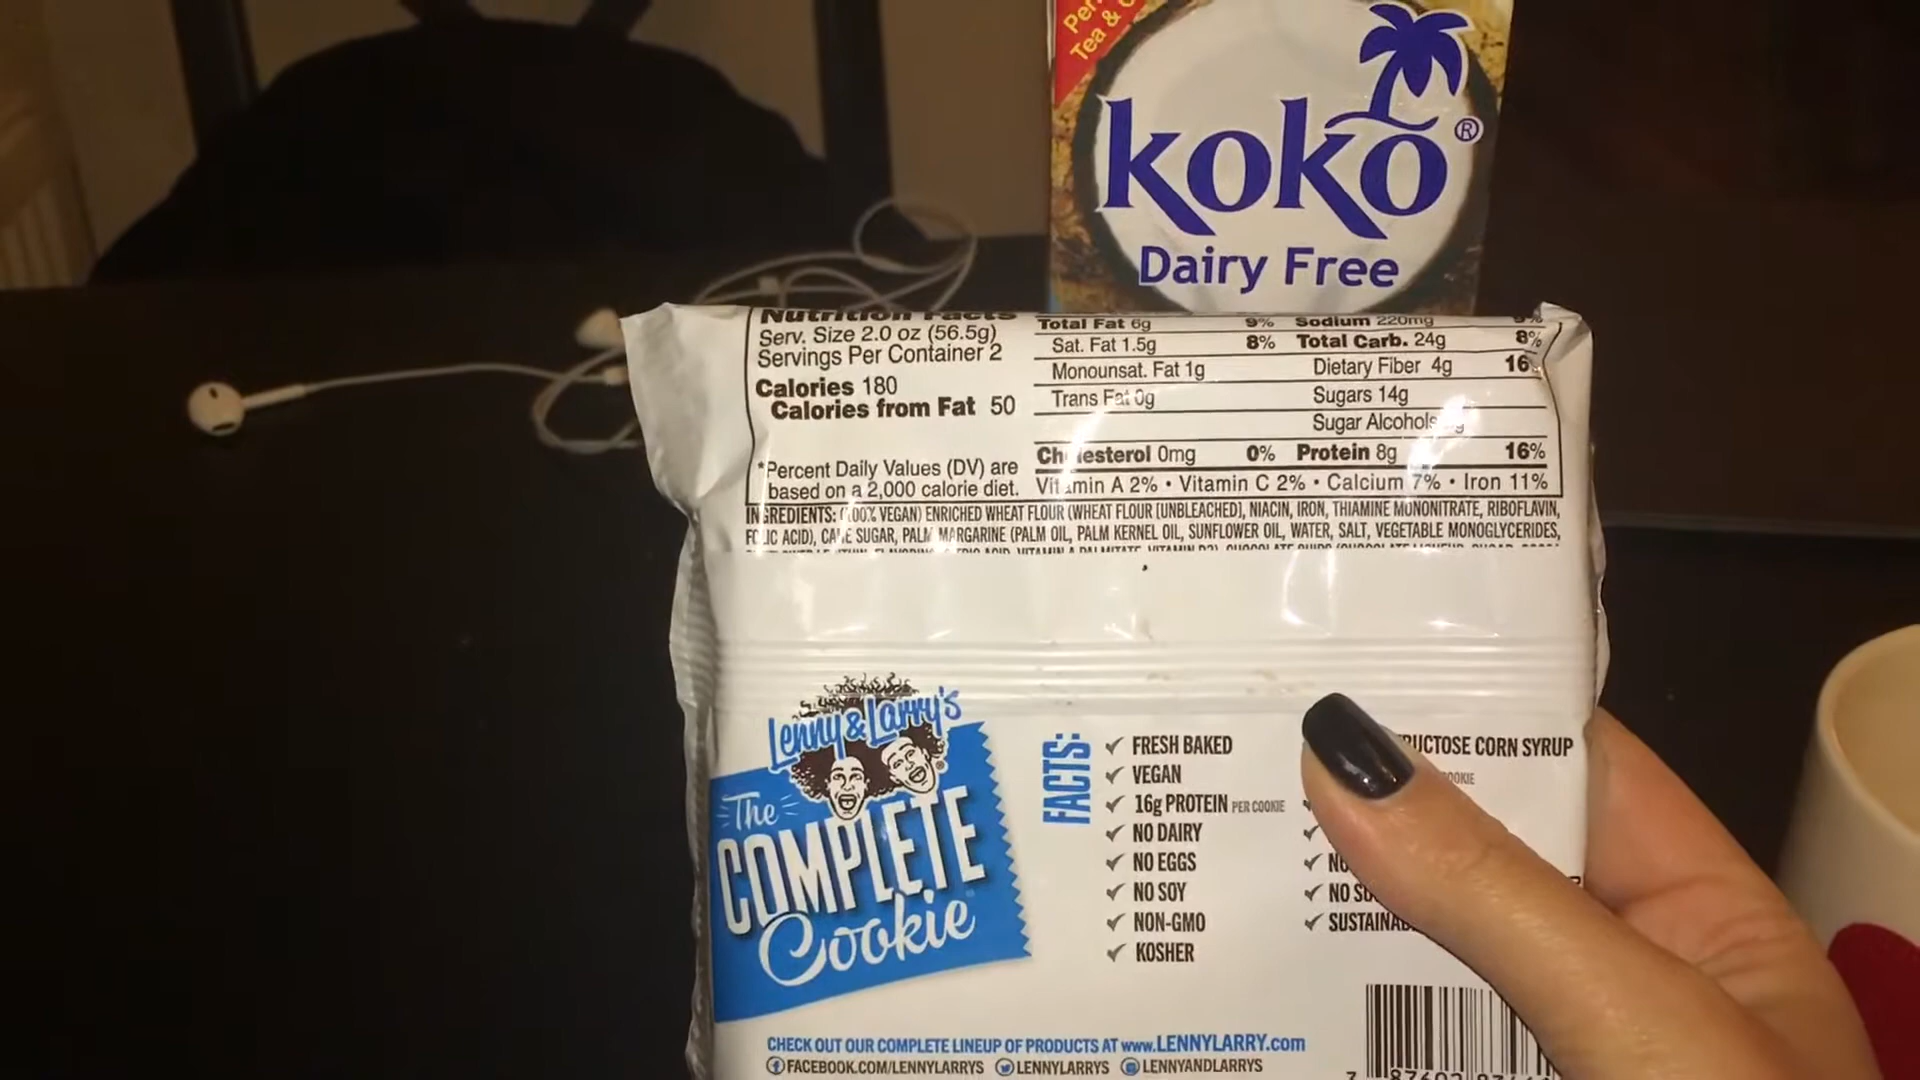 Tea &
koko®
Dairy Free
Nutrition Facts
Serv. Size 2.0 oz (56.5g)
Servings Per Container 2
Calories 180
Calories from Fat 50
*Percent Daily Values (DV) are
based on a 2,000 calorie diet.
Total Fat 6g 9%
Sat. Fat 1.5g 8%
Monounsat. Fat 1g
Trans Fat 0g
Cholesterol 0mg 0%
Sodium 220mg 9%
Total Carb. 24g 8%
Dietary Fiber 4g 16
Sugars 14g
Sugar Alcohols
Protein 8g 16%
Vitamin A 2% • Vitamin C 2% • Calcium 7% • Iron 11%
INGREDIENTS: (100% VEGAN) ENRICHED WHEAT FLOUR (WHEAT FLOUR [UNBLEACHED], NIACIN, IRON, THIAMINE MONONITRATE, RIBOFLAVIN,
FOLIC ACID), CANE SUGAR, PALM MARGARINE (PALM OIL, PALM KERNEL OIL, SUNFLOWER OIL, WATER, SALT, VEGETABLE MONOGLYCERIDES,
Lenny & Larry's
The
COMPLETE
Cookie
FACTS:
✓ FRESH BAKED
✓ VEGAN
✓ 16g PROTEIN PER COOKIE
✓ NO DAIRY
✓ NO EGGS
✓ NO SOY
✓ NON-GMO
✓ KOSHER
CORN SYRUP
COOKIE
CHECK OUT OUR COMPLETE LINEUP OF PRODUCTS AT www.LENNYLARRY.com
FACEBOOK.COM/LENNYLARRYS LENNYLARRYS LENNYANDLARRYS